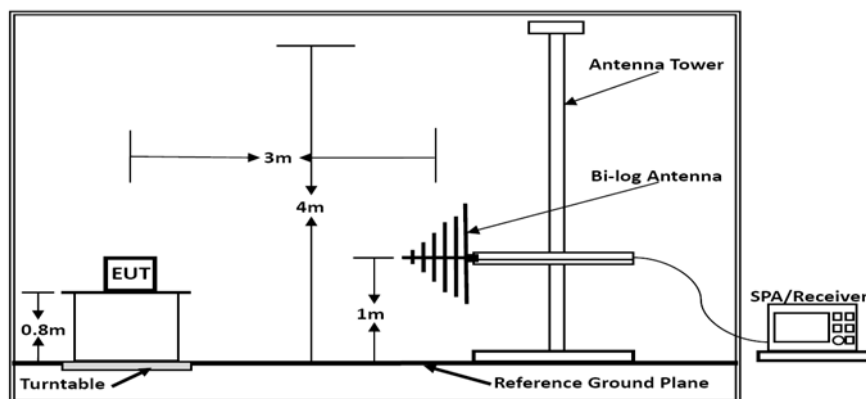 Antenna Tower
3m
Bi-log Antenna
4m
EUT
SPA/Receiver
0.8m
1m
Turntable
Reference Ground Plane